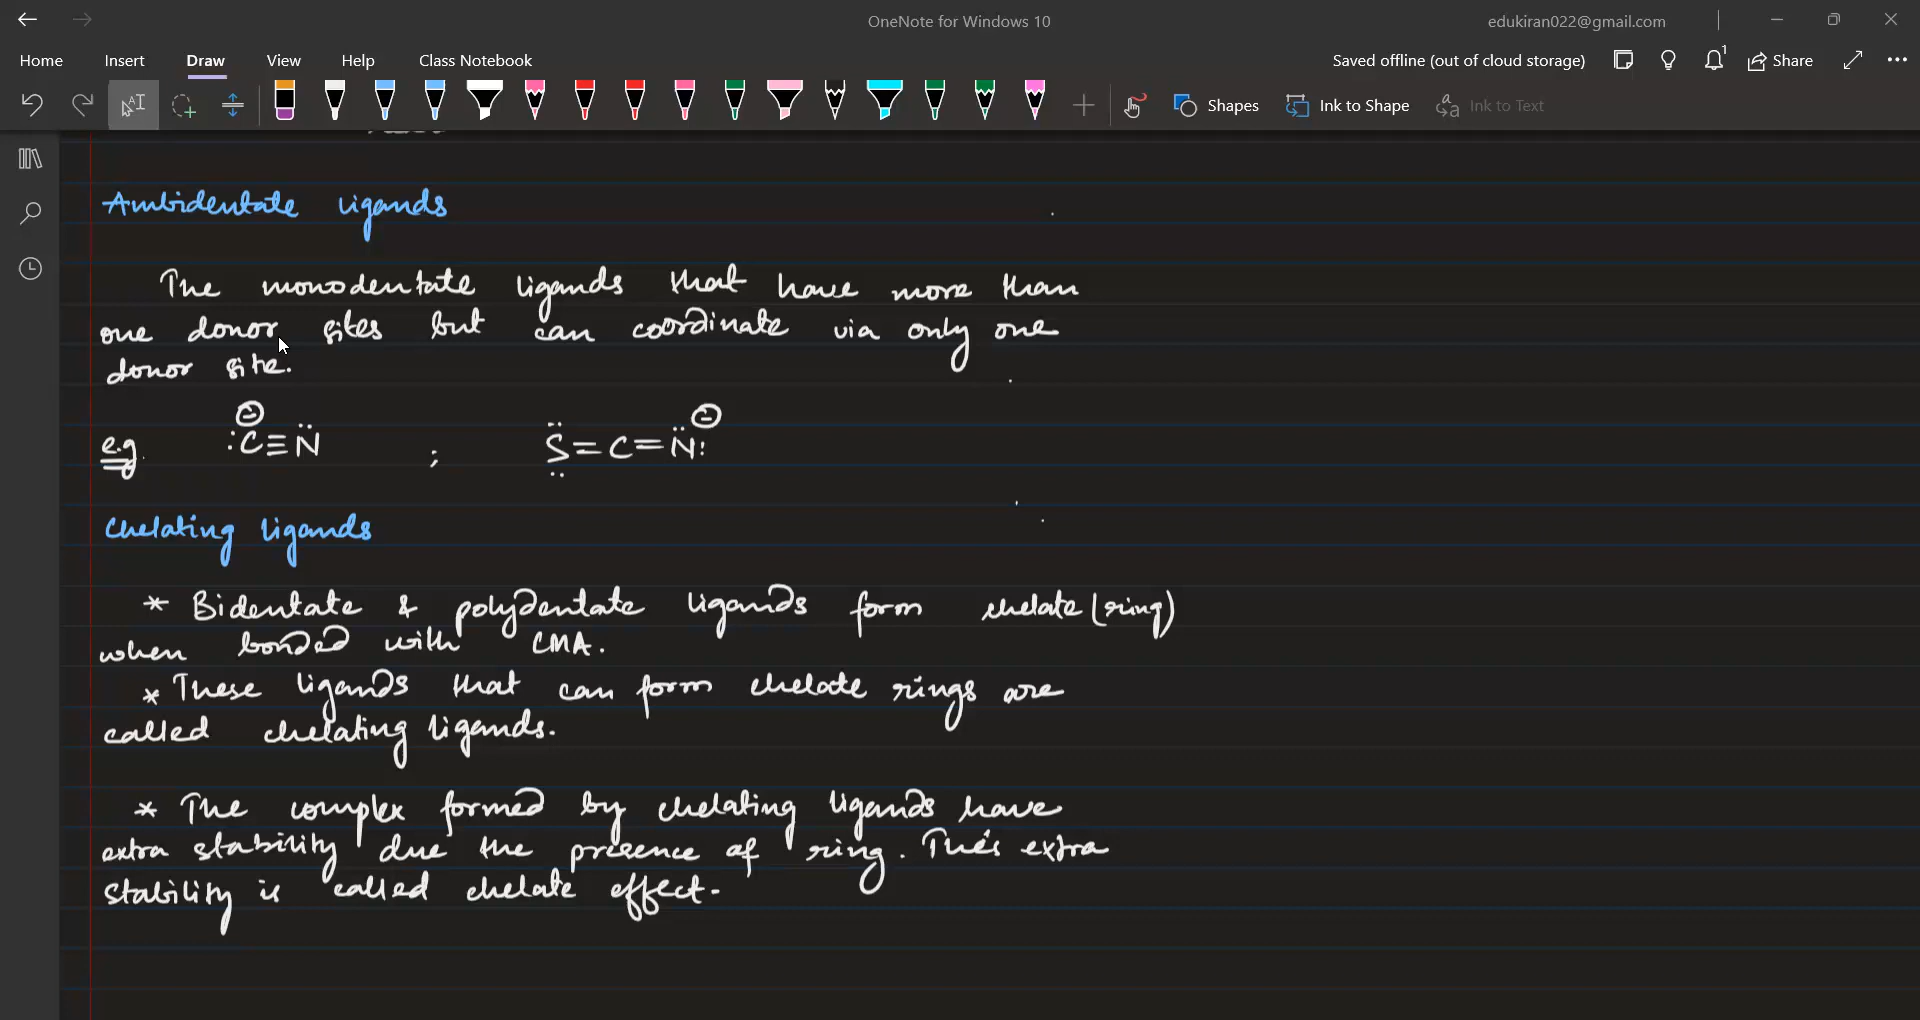 OneNote for Windows 10
edukiran022@gmail.com
Home Insert Draw View Help Class Notebook
Saved offline (out of cloud storage) 1 Share
Shapes Ink to Shape Ink to Text
Ambidentate ligands
The monodentate ligands that have more than
one donor sites but can coordinate via only one
donor site.
e.g. :C≡N̈ ⊖ ; S̈=C=N̈: ⊖
Chelating ligands
* Bidentate & polydentate ligands form chelate (ring)
when bonded with CMA.
* These ligands that can form chelate rings are
called chelating ligands.
* The complex formed by chelating ligands have
extra stability due the presence of ring. This extra
stability is called chelate effect.